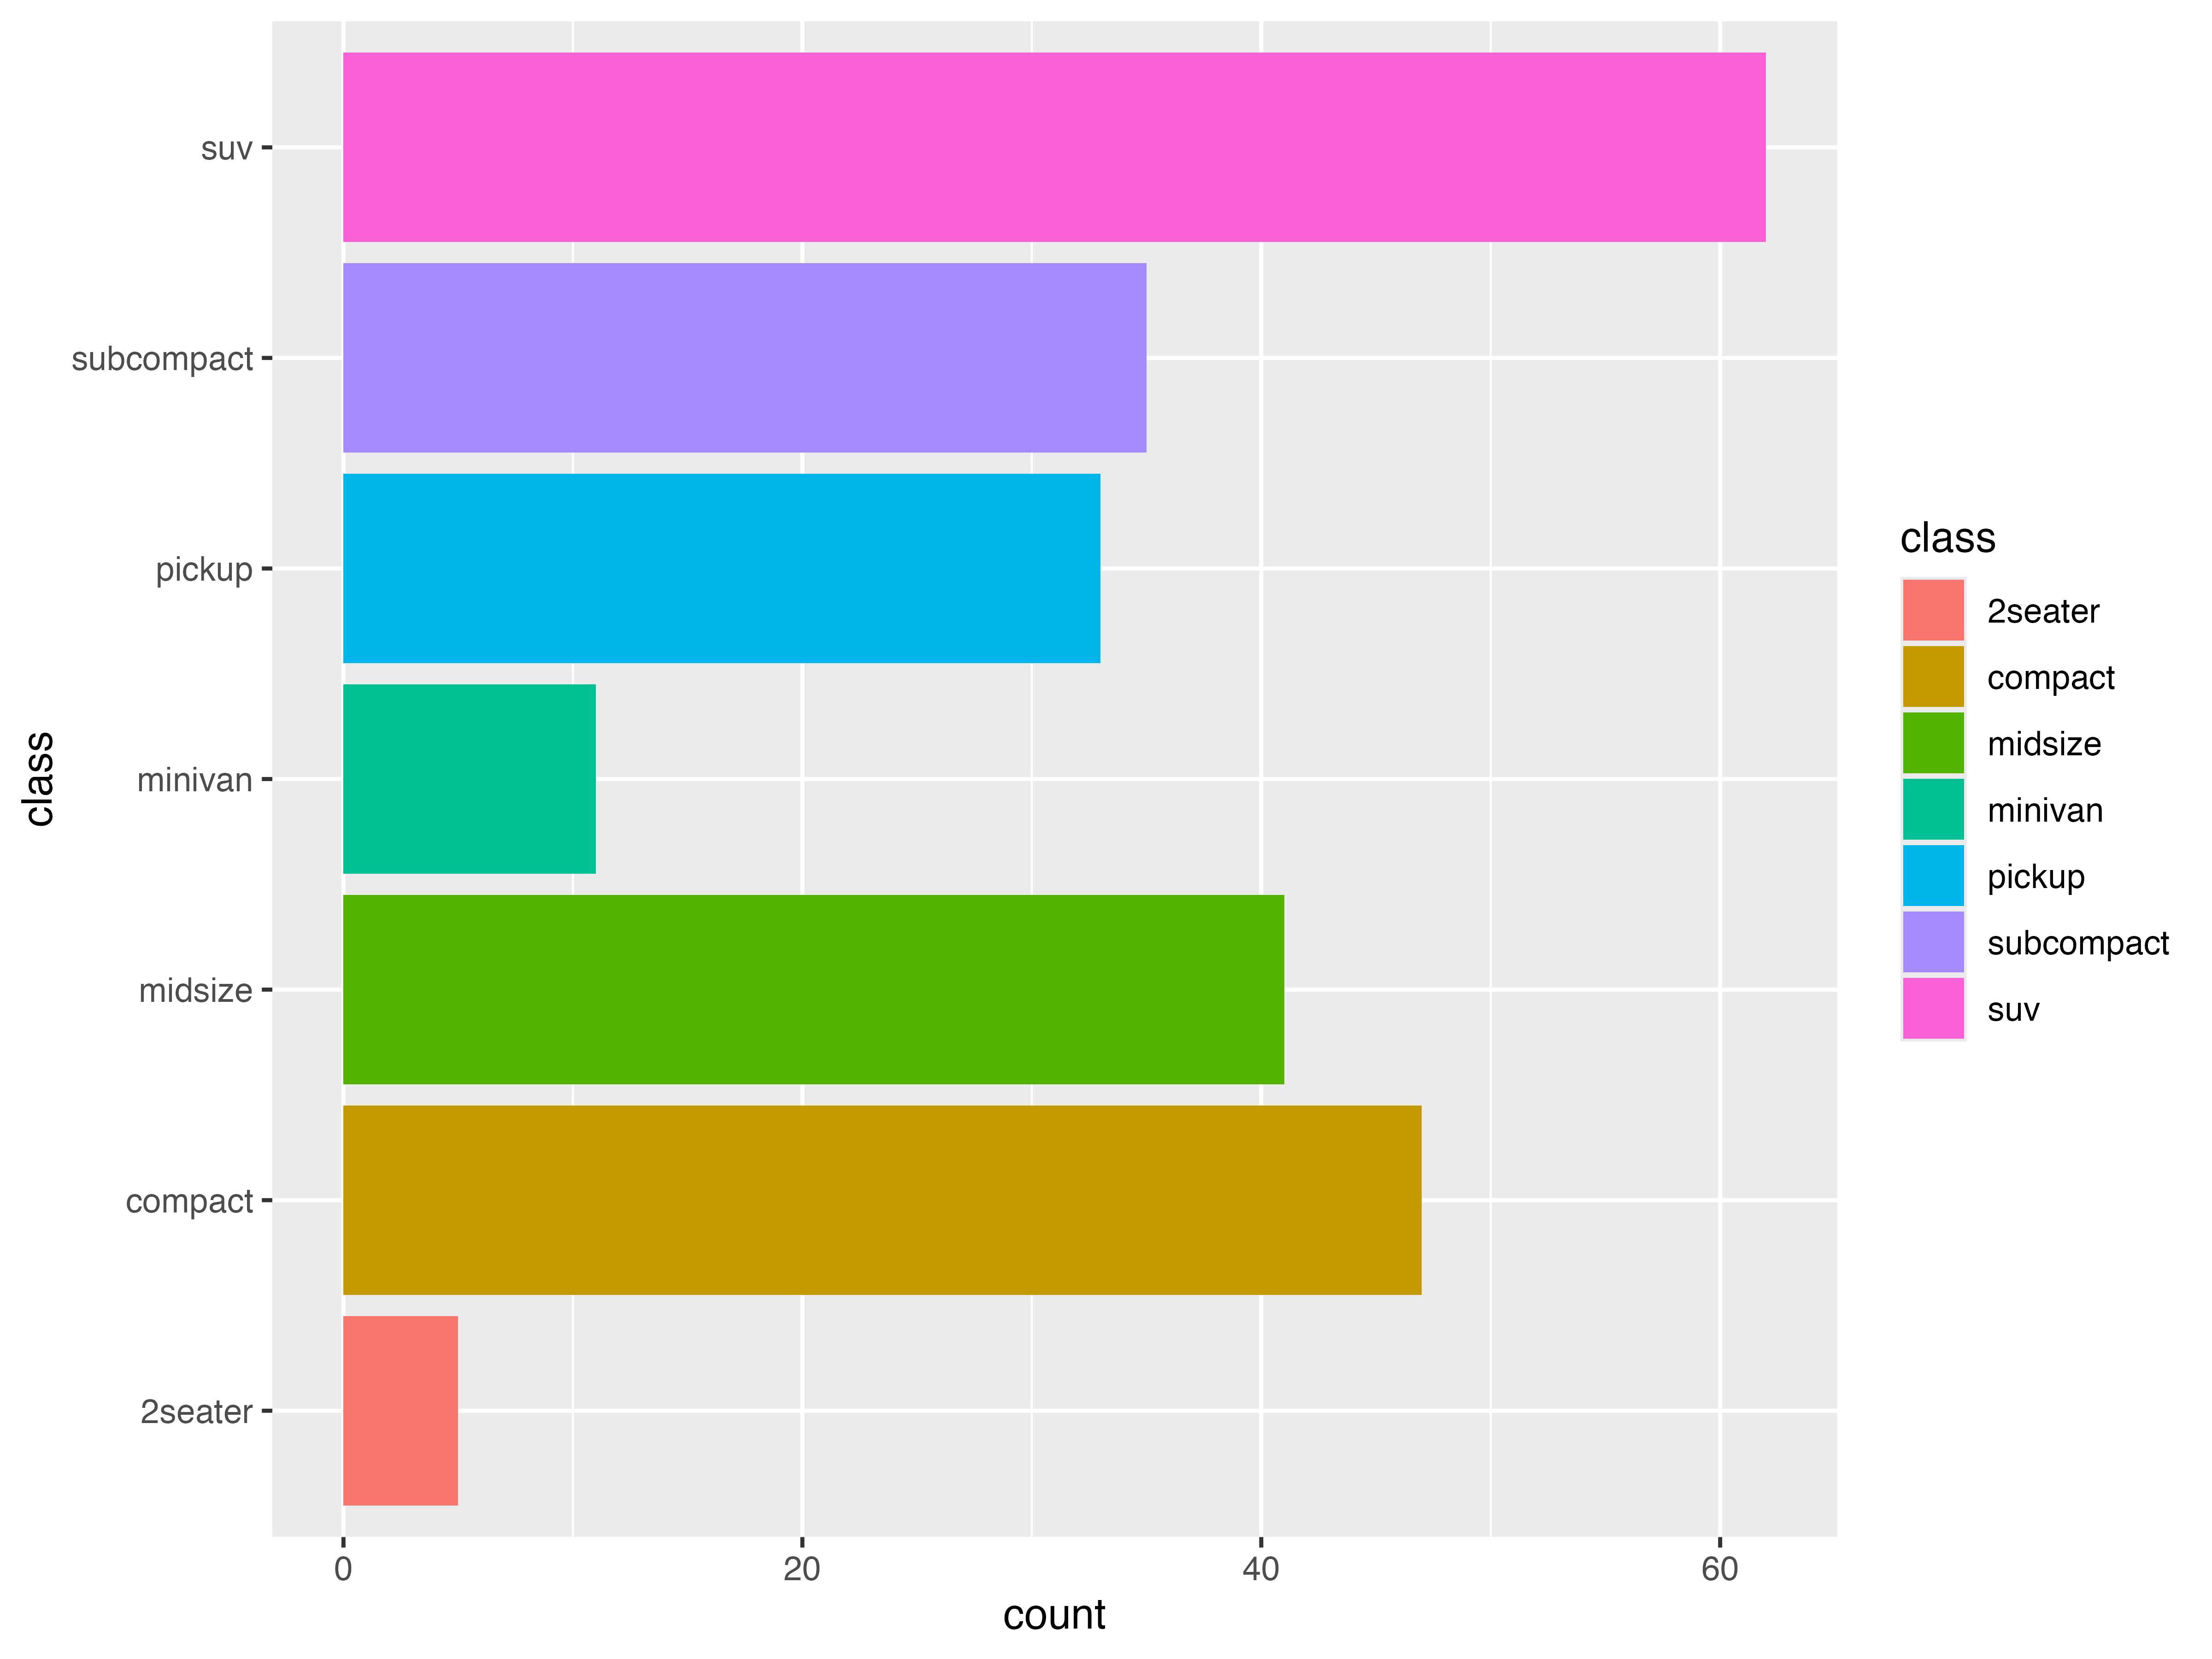 suv
subcompact
pickup
minivan
midsize
compact
2seater
class
0 20 40 60
count
class
2seater
compact
midsize
minivan
pickup
subcompact
suv